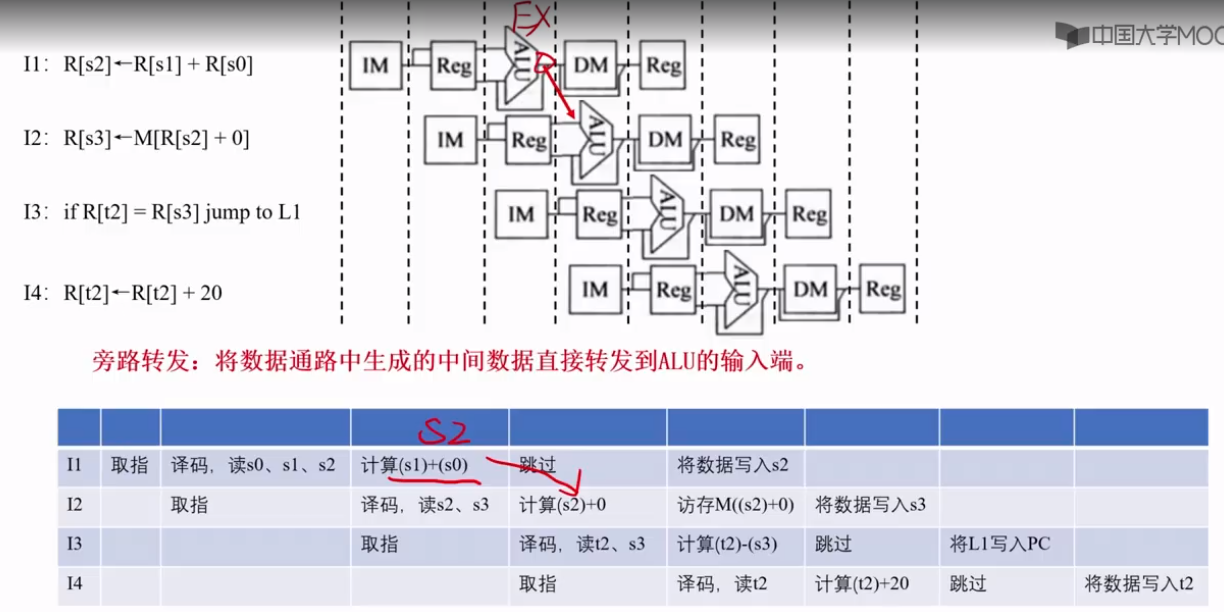 中国大学MOC
EX
I1: R[s2]←R[s1] + R[s0]
IM Reg ALU DM Reg
I2: R[s3]←M[R[s2] + 0]
IM Reg ALU DM Reg
I3: if R[t2] = R[s3] jump to L1
IM Reg ALU DM Reg
I4: R[t2]←R[t2] + 20
IM Reg ALU DM Reg
旁路转发：将数据通路中生成的中间数据直接转发到ALU的输入端。
S2
I1 取指 译码，读s0、s1、s2 计算(s1)+(s0) 跳过 将数据写入s2
I2 取指 译码，读s2、s3 计算(s2)+0 访存M((s2)+0) 将数据写入s3
I3 取指 译码，读t2、s3 计算(t2)-(s3) 跳过 将L1写入PC
I4 取指 译码，读t2 计算(t2)+20 跳过 将数据写入t2